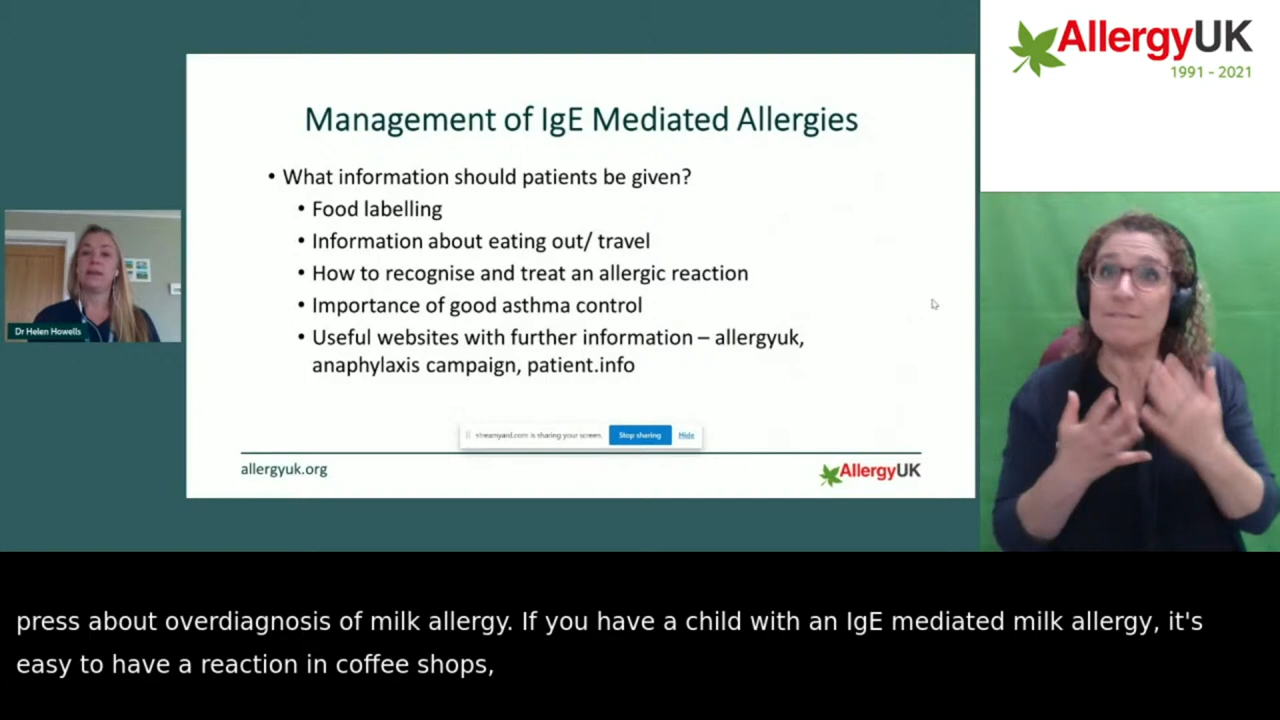 AllergyUK
1991 - 2021
Management of IgE Mediated Allergies
• What information should patients be given?
• Food labelling
• Information about eating out/ travel
• How to recognise and treat an allergic reaction
• Importance of good asthma control
• Useful websites with further information – allergyuk,
anaphylaxis campaign, patient.info
Dr Helen Howells
streamyard.com is sharing your screen.
Stop sharing
Hide
allergyuk.org
AllergyUK
press about overdiagnosis of milk allergy. If you have a child with an IgE mediated milk allergy, it's
easy to have a reaction in coffee shops,